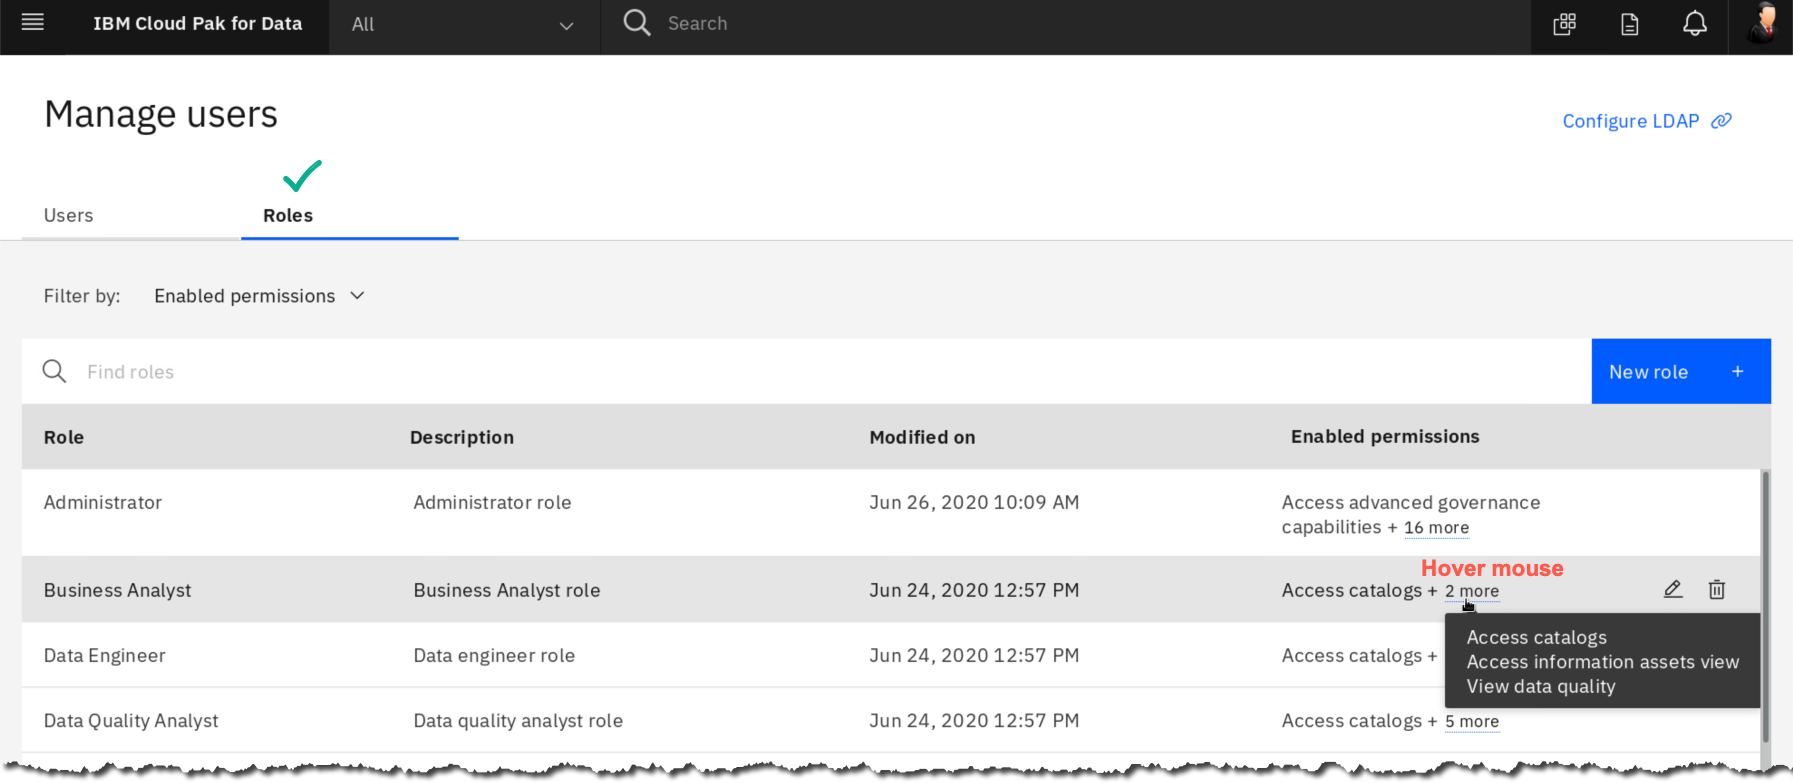 IBM Cloud Pak for Data All Search
Manage users
Configure LDAP
Users Roles
Filter by: Enabled permissions
Find roles New role +
Role Description Modified on Enabled permissions
Administrator Administrator role Jun 26, 2020 10:09 AM Access advanced governance
capabilities + 16 more
Hover mouse
Business Analyst Business Analyst role Jun 24, 2020 12:57 PM Access catalogs + 2 more
Access catalogs
Access information assets view
View data quality
Data Engineer Data engineer role Jun 24, 2020 12:57 PM Access catalogs +
Data Quality Analyst Data quality analyst role Jun 24, 2020 12:57 PM Access catalogs + 5 more